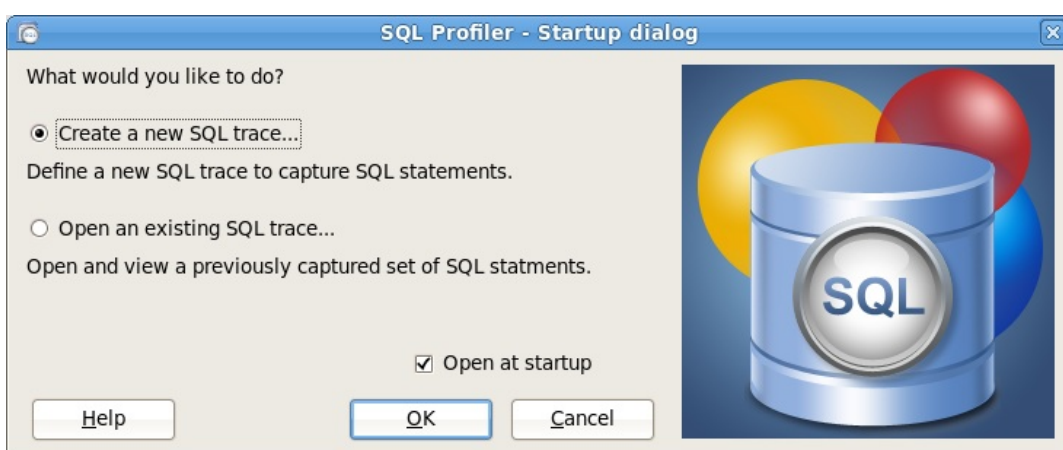 SQL Profiler - Startup dialog
What would you like to do?
Create a new SQL trace...
Define a new SQL trace to capture SQL statements.
Open an existing SQL trace...
Open and view a previously captured set of SQL statments.
SQL
Open at startup
Help
OK
Cancel